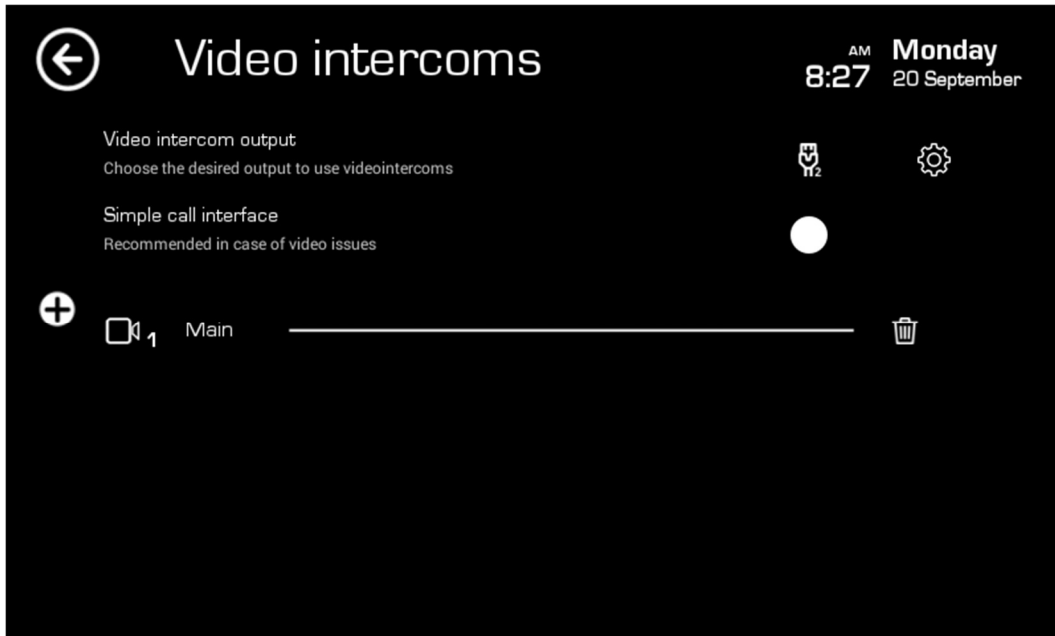 Video intercoms
AM
8:27
Monday
20 September
Video intercom output
Choose the desired output to use videointercoms
2
Simple call interface
Recommended in case of video issues
1
Main